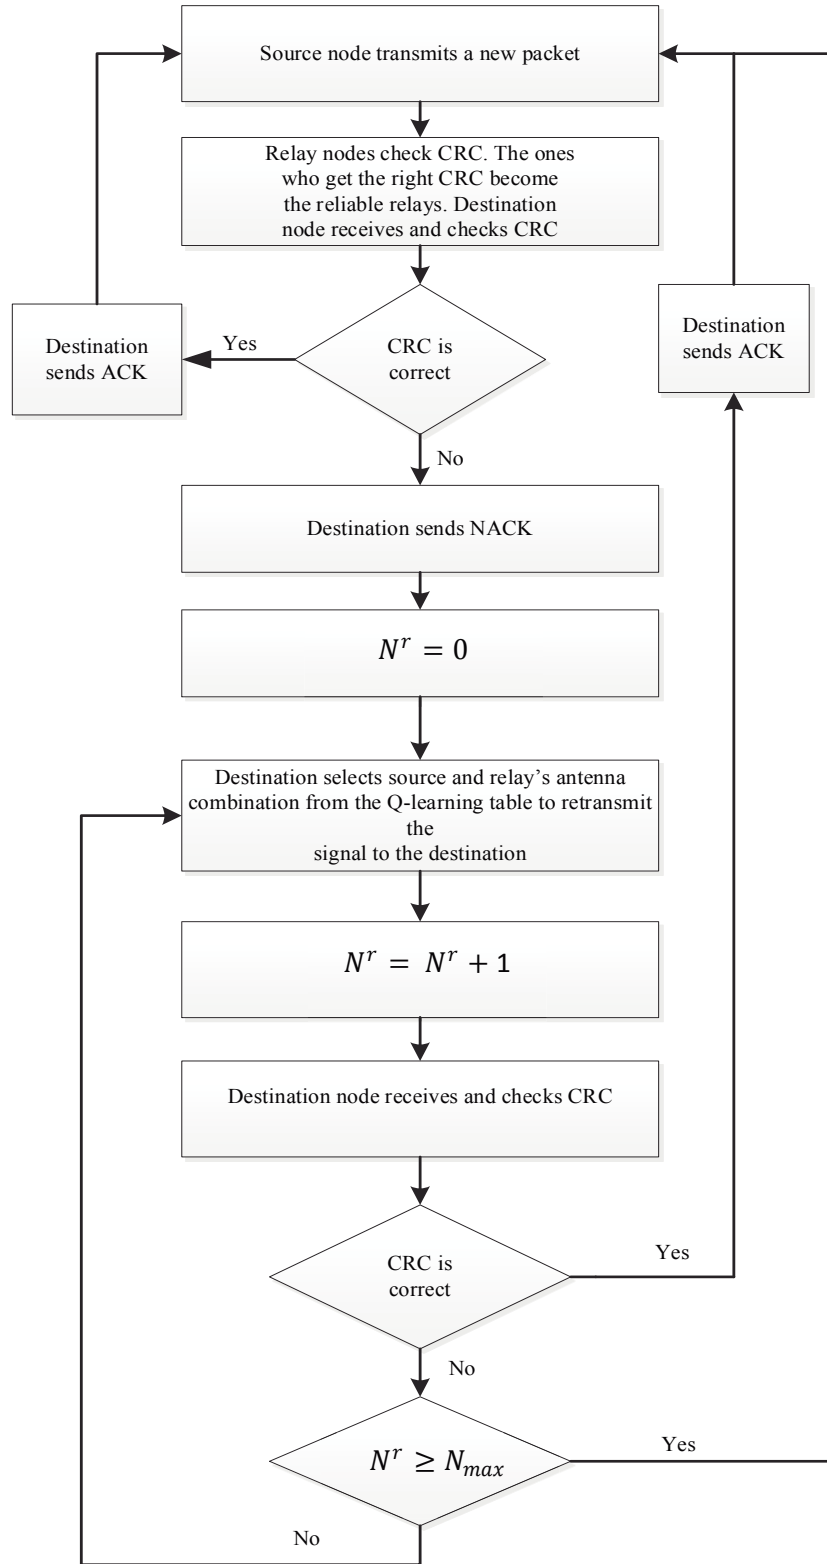 Source node transmits a new packet
Relay nodes check CRC. The ones
who get the right CRC become
the reliable relays. Destination
node receives and checks CRC
Destination
sends ACK
Yes
CRC is
correct
Destination
sends ACK
No
Destination sends NACK
N^r = 0
Destination selects source and relay's antenna
combination from the Q-learning table to retransmit
the
signal to the destination
N^r = N^r + 1
Destination node receives and checks CRC
CRC is
correct
Yes
No
N^r ≥ N_{max}
Yes
No